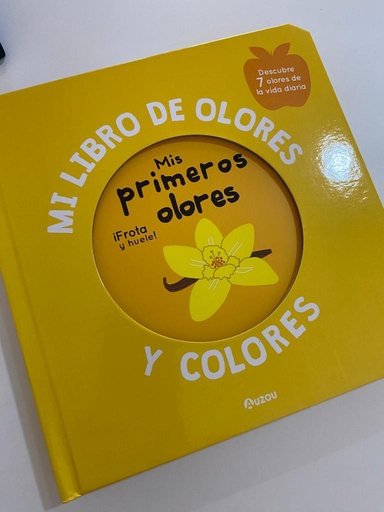 Descubre
7 olores de
la vida diaria
MI LIBRO DE OLORES
Mis
primeros
olores
¡Frota
y huele!
Y COLORES
AUZOU